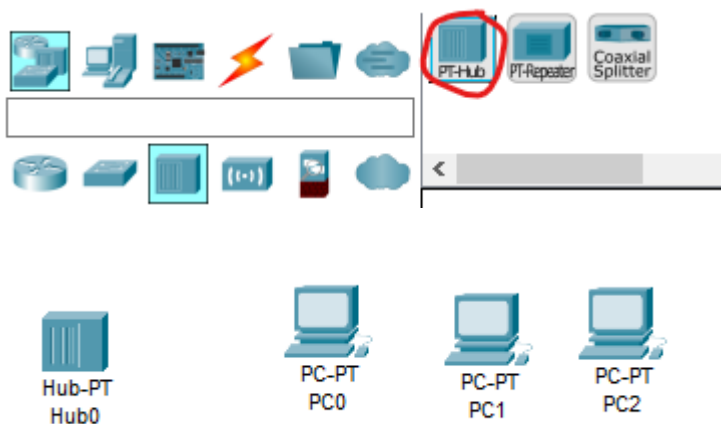 PT-Hub
PT-Repeater
Coaxial
Splitter
Hub-PT
Hub0
PC-PT
PC0
PC-PT
PC1
PC-PT
PC2